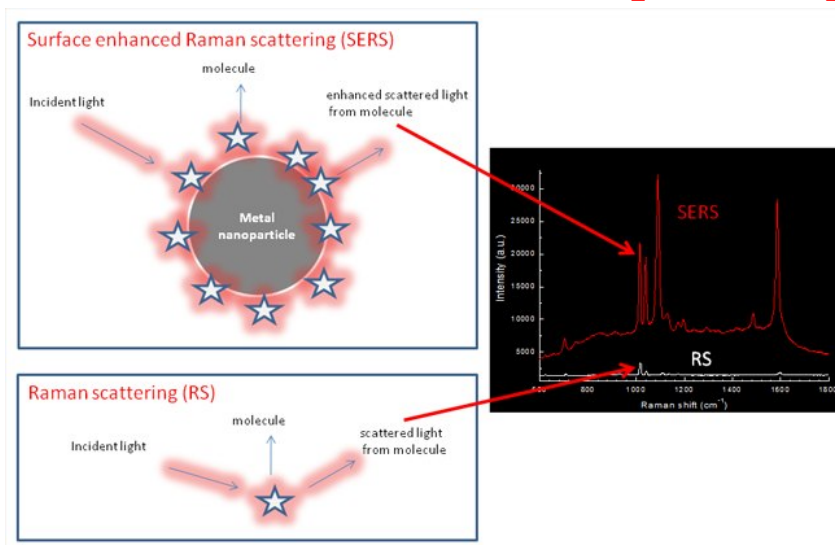 Surface enhanced Raman scattering (SERS)
molecule
Incident light
enhanced scattered light
from molecule
Metal
nanoparticle
Raman scattering (RS)
molecule
Incident light
scattered light
from molecule
SERS
RS
Intensity (a.u.)
25000
20000
15000
10000
5000
800
1000
1200
1400
1600
1800
Raman shift (cm⁻¹)